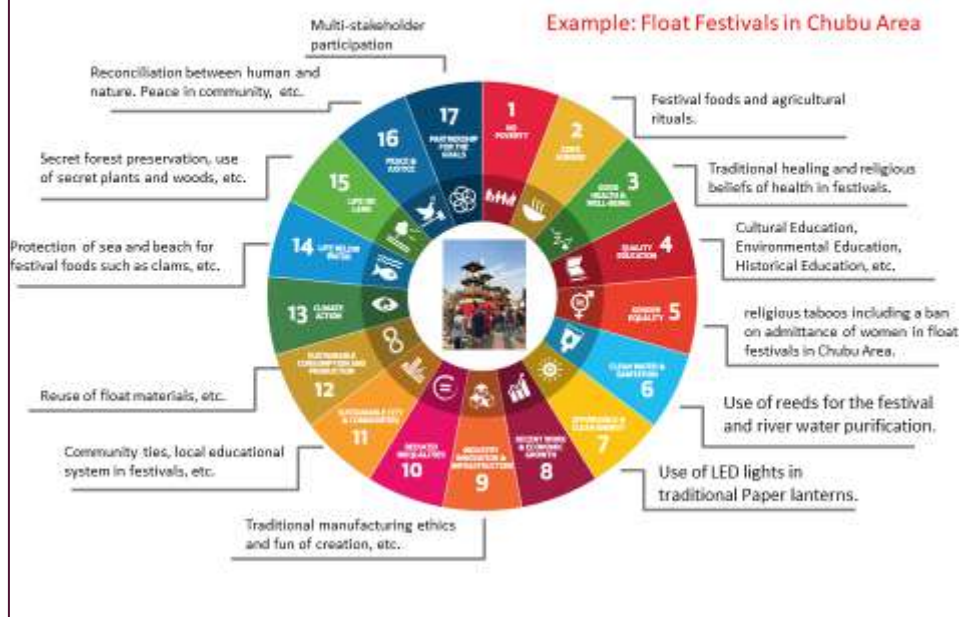 Example: Float Festivals in Chubu Area
Multi-stakeholder
participation
Reconciliation between human and
nature. Peace in community, etc.
Secret forest preservation, use
of secret plants and woods, etc.
Protection of sea and beach for
festival foods such as clams, etc.
Reuse of float materials, etc.
Community ties, local educational
system in festivals, etc.
Traditional manufacturing ethics
and fun of creation, etc.
Festival foods and agricultural
rituals.
Traditional healing and religious
beliefs of health in festivals.
Cultural Education,
Environmental Education,
Historical Education, etc.
religious taboos including a ban
on admittance of women in float
festivals in Chubu Area.
Use of reeds for the festival
and river water purification.
Use of LED lights in
traditional Paper lanterns.
1
NO
POVERTY
2
ZERO
HUNGER
3
GOOD
HEALTH &
WELL-BEING
4
QUALITY
EDUCATION
5
GENDER
EQUALITY
6
CLEAN WATER &
SANITATION
7
AFFORDABLE &
CLEAN ENERGY
8
DECENT WORK
& ECONOMIC
GROWTH
9
INDUSTRY
INNOVATION &
INFRASTRUCTURE
10
REDUCED
INEQUALITIES
11
SUSTAINABLE CITY
& COMMUNITIES
12
SUSTAINABLE
CONSUMPTION AND
PRODUCTION
13
CLIMATE
ACTION
14
LIFE BELOW
WATER
15
LIFE ON
LAND
16
PEACE &
JUSTICE
17
PARTNERSHIP
FOR THE
GOALS